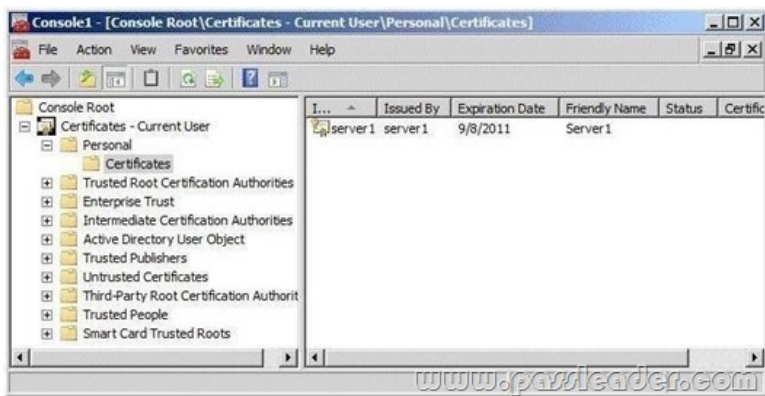 Console1 - [Console Root\Certificates - Current User\Personal\Certificates]
File Action View Favorites Window Help
Console Root
Certificates - Current User
Personal
Certificates
Trusted Root Certification Authorities
Enterprise Trust
Intermediate Certification Authorities
Active Directory User Object
Trusted Publishers
Untrusted Certificates
Third-Party Root Certification Authorit
Trusted People
Smart Card Trusted Roots
I... Issued By Expiration Date Friendly Name Status Certific
server1 server1 9/8/2011 Server1
www.passleader.com